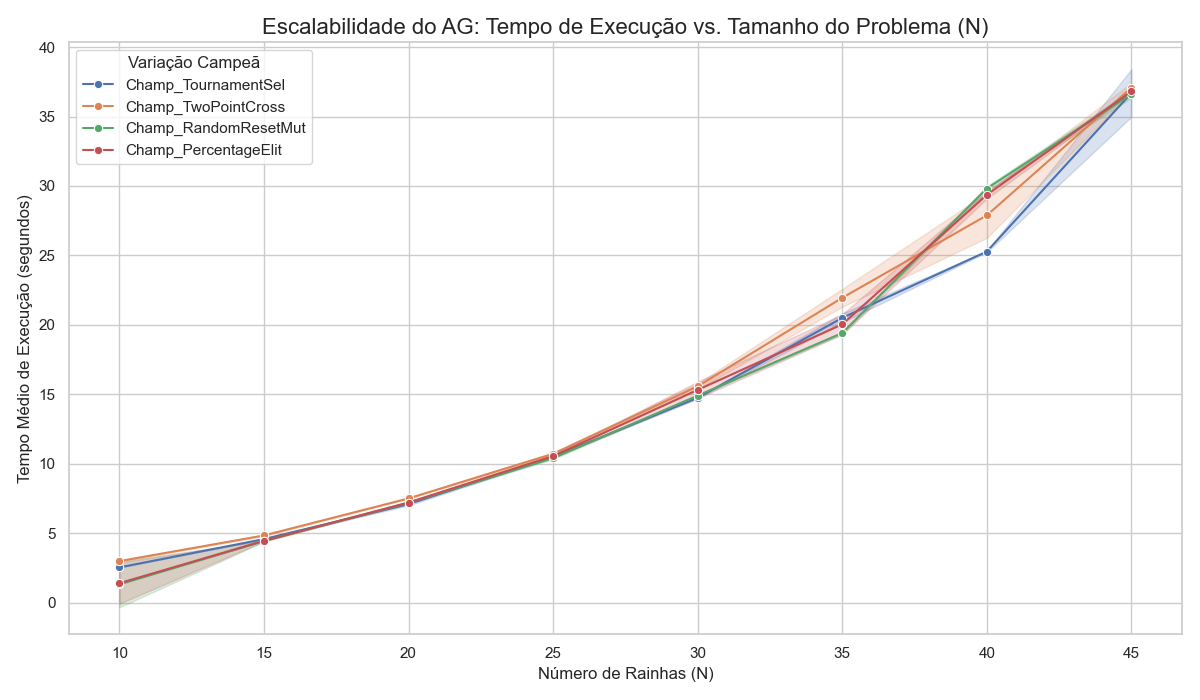 Escalabilidade do AG: Tempo de Execução vs. Tamanho do Problema (N)
Variação Campeã
Champ_TournamentSel
Champ_TwoPointCross
Champ_RandomResetMut
Champ_PercentageElit
Tempo Médio de Execução (segundos)
40
35
30
25
20
15
10
5
0
10 15 20 25 30 35 40 45
Número de Rainhas (N)